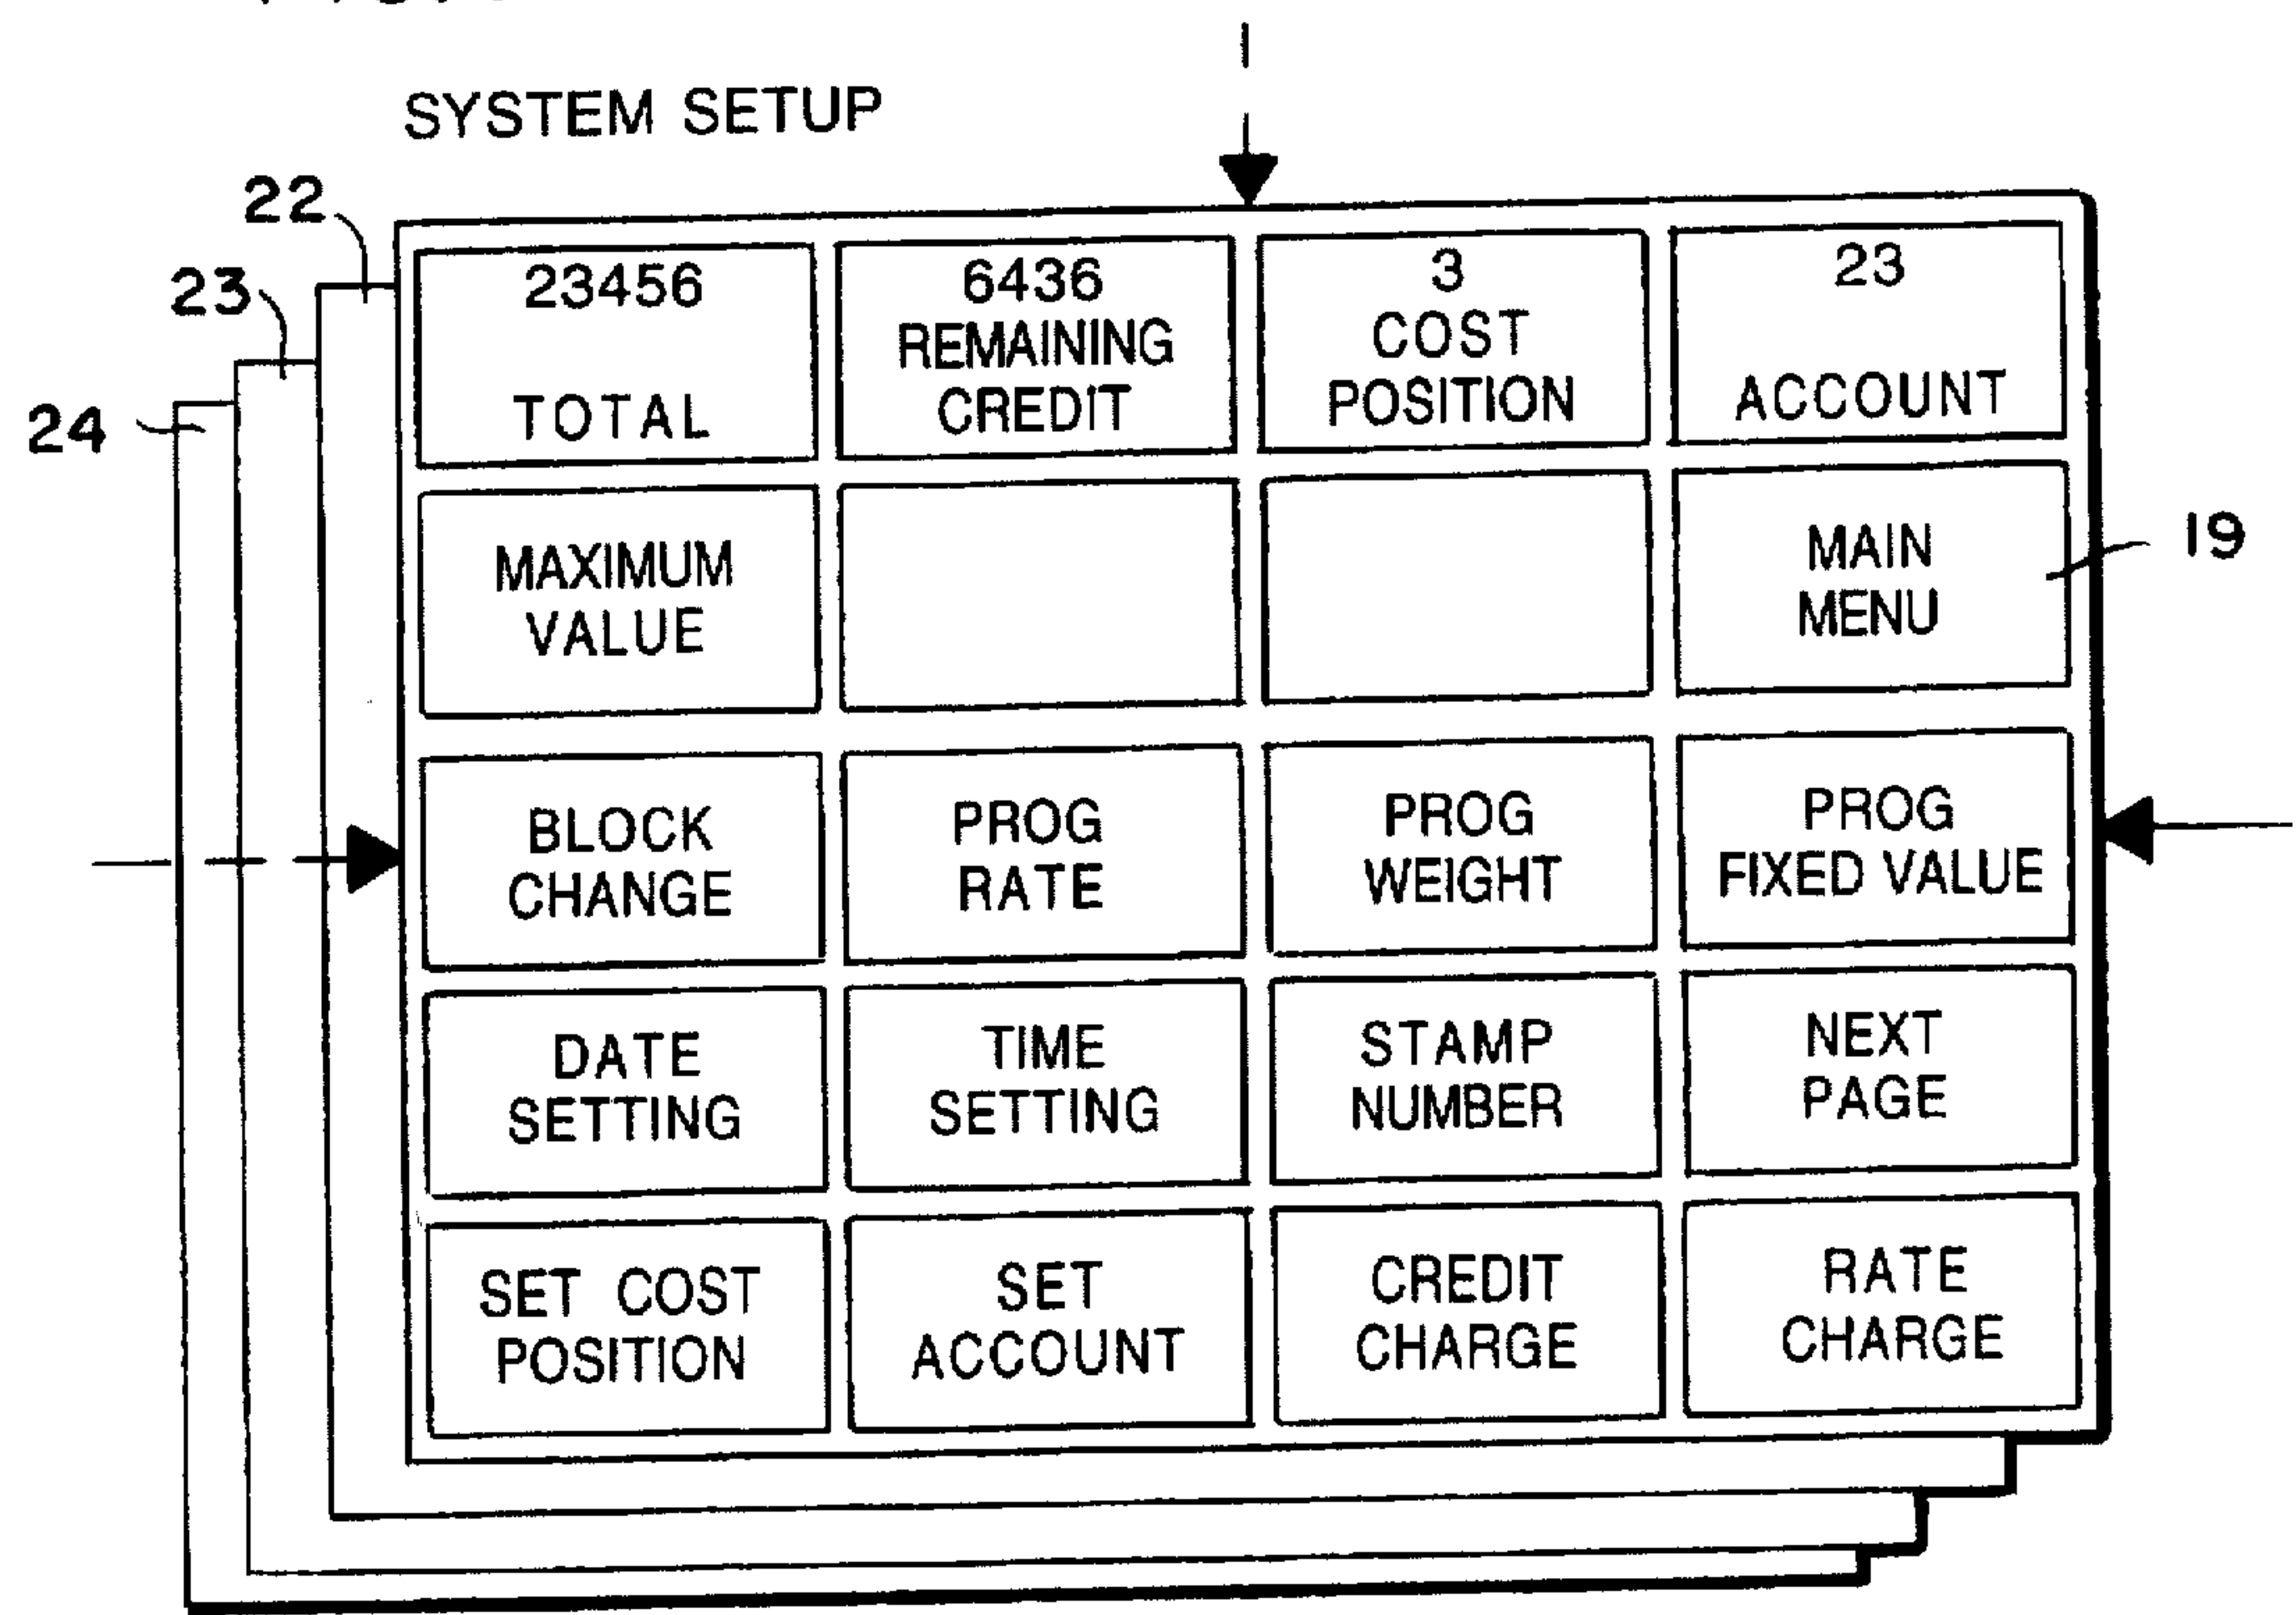 SYSTEM SETUP
22
23
24
23456
TOTAL
6436
REMAINING
CREDIT
3
COST
POSITION
23
ACCOUNT
MAXIMUM
VALUE
MAIN
MENU
19
BLOCK
CHANGE
PROG
RATE
PROG
WEIGHT
PROG
FIXED VALUE
DATE
SETTING
TIME
SETTING
STAMP
NUMBER
NEXT
PAGE
SET COST
POSITION
SET
ACCOUNT
CREDIT
CHARGE
RATE
CHARGE